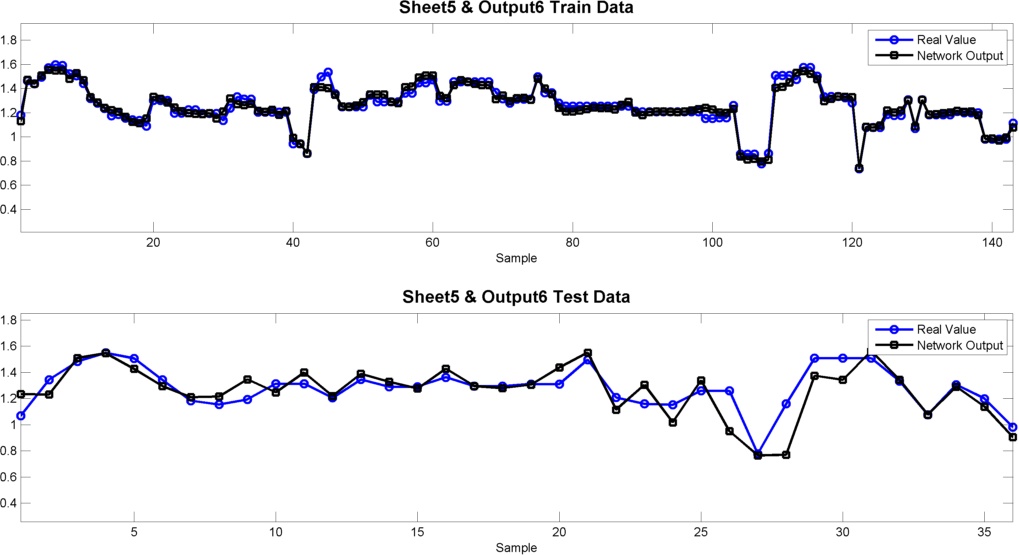 Sheet5 & Output6 Train Data
1.8
1.6
1.4
1.2
1
0.8
0.6
0.4
Real Value
Network Output
20 40 60 80 100 120 140
Sample
Sheet5 & Output6 Test Data
1.8
1.6
1.4
1.2
1
0.8
0.6
0.4
Real Value
Network Output
5 10 15 20 25 30 35
Sample